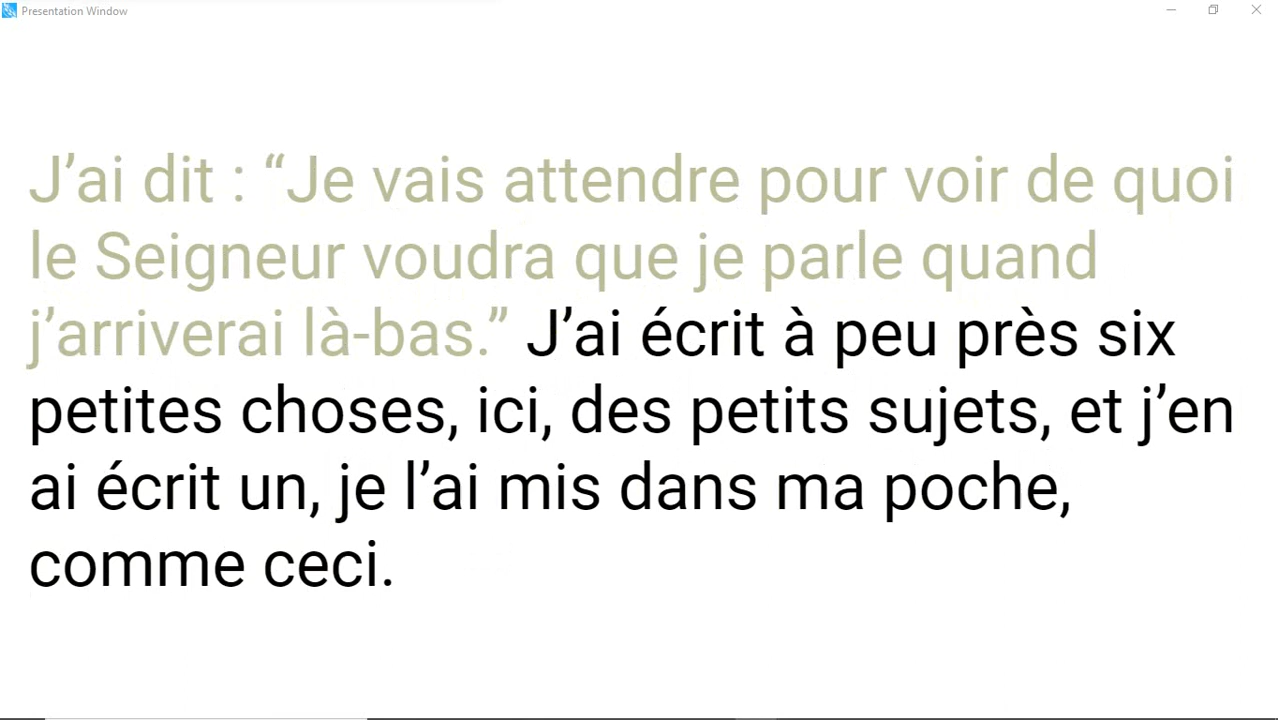 Presentation Window
J’ai dit : “Je vais attendre pour voir de quoi
le Seigneur voudra que je parle quand
j’arriverai là-bas.” J’ai écrit à peu près six
petites choses, ici, des petits sujets, et j’en
ai écrit un, je l’ai mis dans ma poche,
comme ceci.